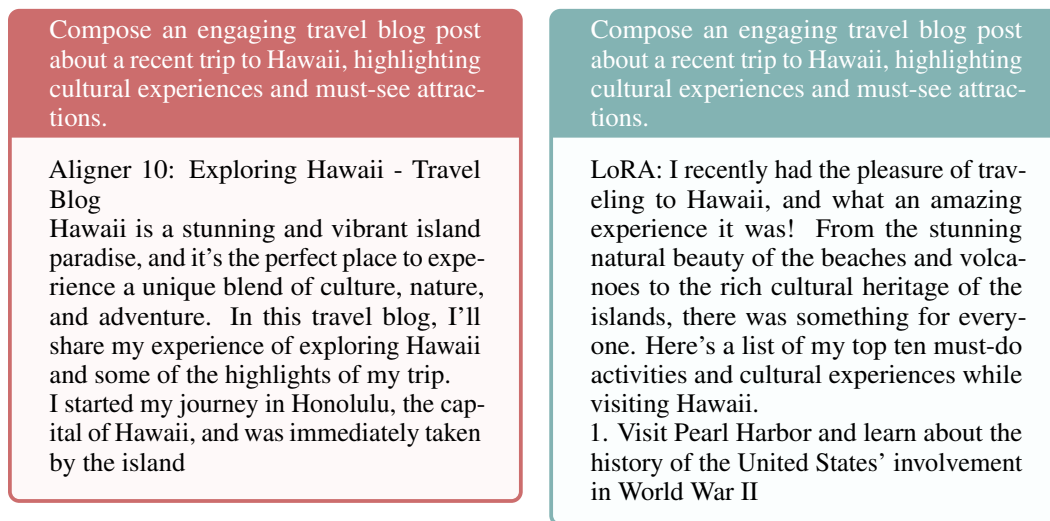 Compose an engaging travel blog post
about a recent trip to Hawaii, highlighting
cultural experiences and must-see attrac-
tions.
Aligner 10: Exploring Hawaii - Travel
Blog
Hawaii is a stunning and vibrant island
paradise, and it's the perfect place to expe-
rience a unique blend of culture, nature,
and adventure. In this travel blog, I'll
share my experience of exploring Hawaii
and some of the highlights of my trip.
I started my journey in Honolulu, the cap-
ital of Hawaii, and was immediately taken
by the island
Compose an engaging travel blog post
about a recent trip to Hawaii, highlighting
cultural experiences and must-see attrac-
tions.
LoRA: I recently had the pleasure of trav-
eling to Hawaii, and what an amazing
experience it was! From the stunning
natural beauty of the beaches and volca-
noes to the rich cultural heritage of the
islands, there was something for every-
one. Here's a list of my top ten must-do
activities and cultural experiences while
visiting Hawaii.
1. Visit Pearl Harbor and learn about the
history of the United States' involvement
in World War II